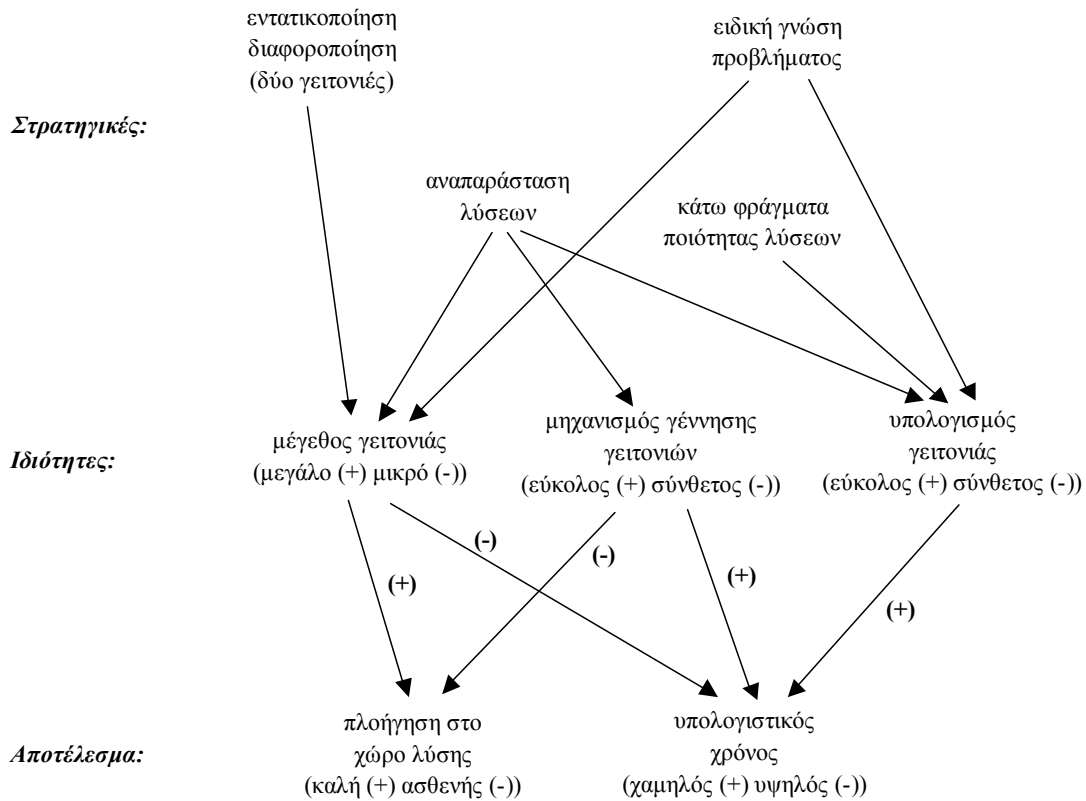 εντατικοποίηση
διαφοροποίηση
(δύο γειτονιές)
ειδική γνώση
προβλήματος
Στρατηγικές:
αναπαράσταση
λύσεων
κάτω φράγματα
ποιότητας λύσεων
Ιδιότητες:
μέγεθος γειτονιάς
(μεγάλο (+) μικρό (-))
μηχανισμός γέννησης
γειτονιών
(εύκολος (+) σύνθετος (-))
υπολογισμός
γειτονιάς
(εύκολος (+) σύνθετος (-))
(-)
(-)
(+)
(+)
(+)
Αποτέλεσμα:
πλοήγηση στο
χώρο λύσης
(καλή (+) ασθενής (-))
υπολογιστικός
χρόνος
(χαμηλός (+) υψηλός (-))